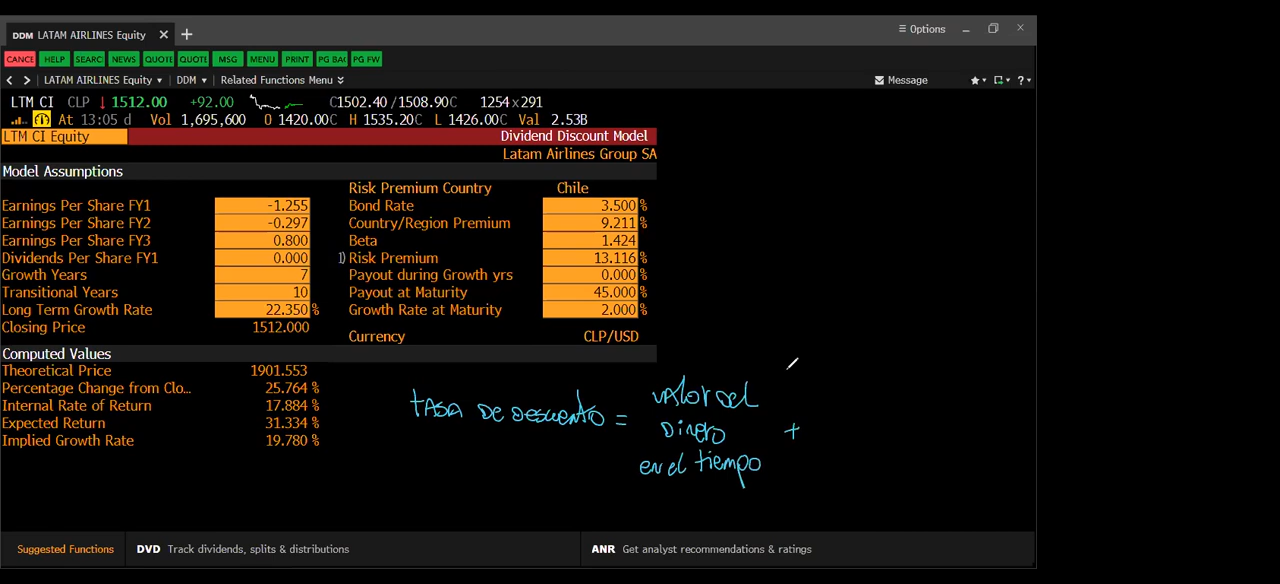 DDM LATAM AIRLINES Equity × + ≡ Options
CANCE HELP SEARC NEWS QUOTE QUOTE MSG MENU PRINT PG BAC PG FW
< > LATAM AIRLINES Equity ▾ DDM ▾ Related Functions Menu Message
LTM CI CLP ↓ 1512.00 +92.00 C1502.40 /1508.90C 1254 x 291
At 13:05 d Vol 1,695,600 O 1420.00C H 1535.20C L 1426.00C Val 2.53B
LTM CI Equity Dividend Discount Model
Latam Airlines Group SA
Model Assumptions
Risk Premium Country Chile
Earnings Per Share FY1 -1.255 Bond Rate 3.500 %
Earnings Per Share FY2 -0.297 Country/Region Premium 9.211 %
Earnings Per Share FY3 0.800 Beta 1.424
Dividends Per Share FY1 0.000 1) Risk Premium 13.116 %
Growth Years 7 Payout during Growth yrs 0.000 %
Transitional Years 10 Payout at Maturity 45.000 %
Long Term Growth Rate 22.350 % Growth Rate at Maturity 2.000 %
Closing Price 1512.000
Currency CLP/USD
Computed Values
Theoretical Price 1901.553
Percentage Change from Clo... 25.764 %
Internal Rate of Return 17.884 %
Expected Return 31.334 %
Implied Growth Rate 19.780 %
valor del
tASA DE DEscuento =
Dinero +
en el tiempo
Suggested Functions DVD Track dividends, splits & distributions ANR Get analyst recommendations & ratings